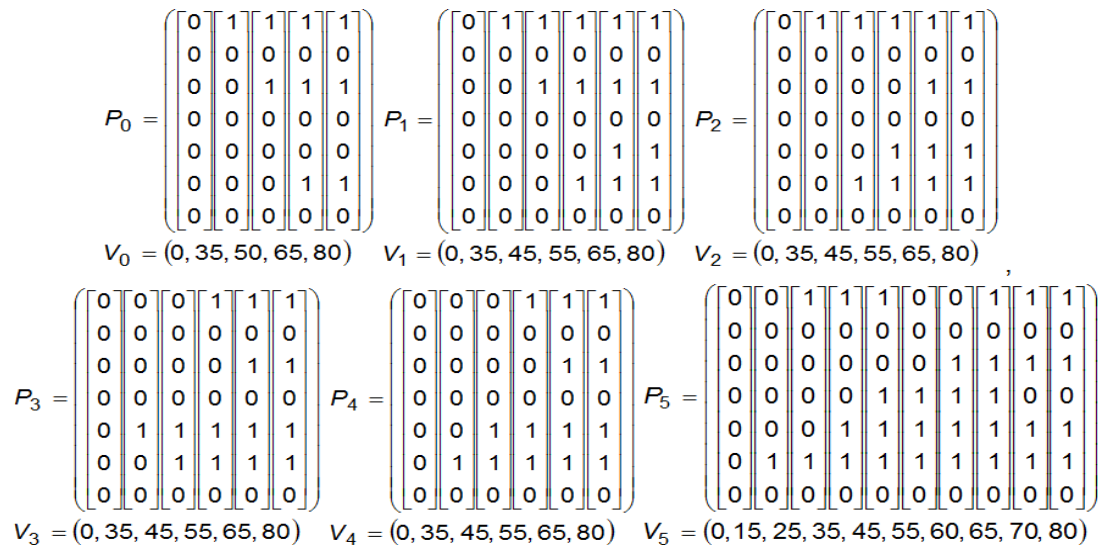 0 1 1 1 1 0 1 1 1 1 1 0 1 1 1 1 1
0 0 0 0 0 0 0 0 0 0 0 0 0 0 0 0 0
0 0 1 1 1 0 0 1 1 1 1 0 0 0 0 1 1
P0 = 0 0 0 0 0 P1 = 0 0 0 0 0 0 P2 = 0 0 0 0 0 0
0 0 0 0 0 0 0 0 0 1 1 0 0 0 1 1 1
0 0 0 1 1 0 0 0 1 1 1 0 0 1 1 1 1
0 0 0 0 0 0 0 0 0 0 0 0 0 0 0 0 0
V0 = (0, 35, 50, 65, 80) V1 = (0, 35, 45, 55, 65, 80) V2 = (0, 35, 45, 55, 65, 80) ,
0 0 0 1 1 1 0 0 0 1 1 1 0 0 1 1 1 0 0 1 1 1
0 0 0 0 0 0 0 0 0 0 0 0 0 0 0 0 0 0 0 0 0 0
0 0 0 0 1 1 0 0 0 0 1 1 0 0 0 0 0 0 1 1 1 1
P3 = 0 0 0 0 0 0 P4 = 0 0 0 0 0 0 P5 = 0 0 0 0 1 1 1 1 0 0
0 1 1 1 1 1 0 0 1 1 1 1 0 0 0 1 1 1 1 1 1 1
0 0 1 1 1 1 0 1 1 1 1 1 0 1 1 1 1 1 1 1 1 1
0 0 0 0 0 0 0 0 0 0 0 0 0 0 0 0 0 0 0 0 0 0
V3 = (0, 35, 45, 55, 65, 80) V4 = (0, 35, 45, 55, 65, 80) V5 = (0, 15, 25, 35, 45, 55, 60, 65, 70, 80)